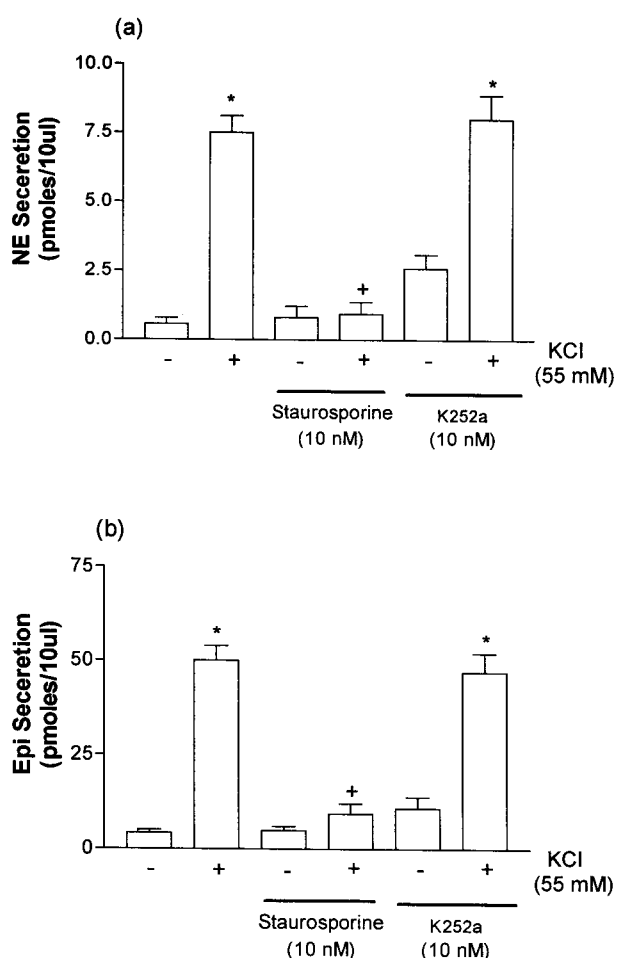 (a)
NE Seceretion
(pmoles/10ul)
10.0
7.5
5.0
2.5
0.0
* + *
- + - + - + KCl
(55 mM)
Staurosporine K252a
(10 nM) (10 nM)
(b)
Epi Seceretion
(pmoles/10ul)
75
50
25
0
* + *
- + - + - + KCl
(55 mM)
Staurosporine K252a
(10 nM) (10 nM)